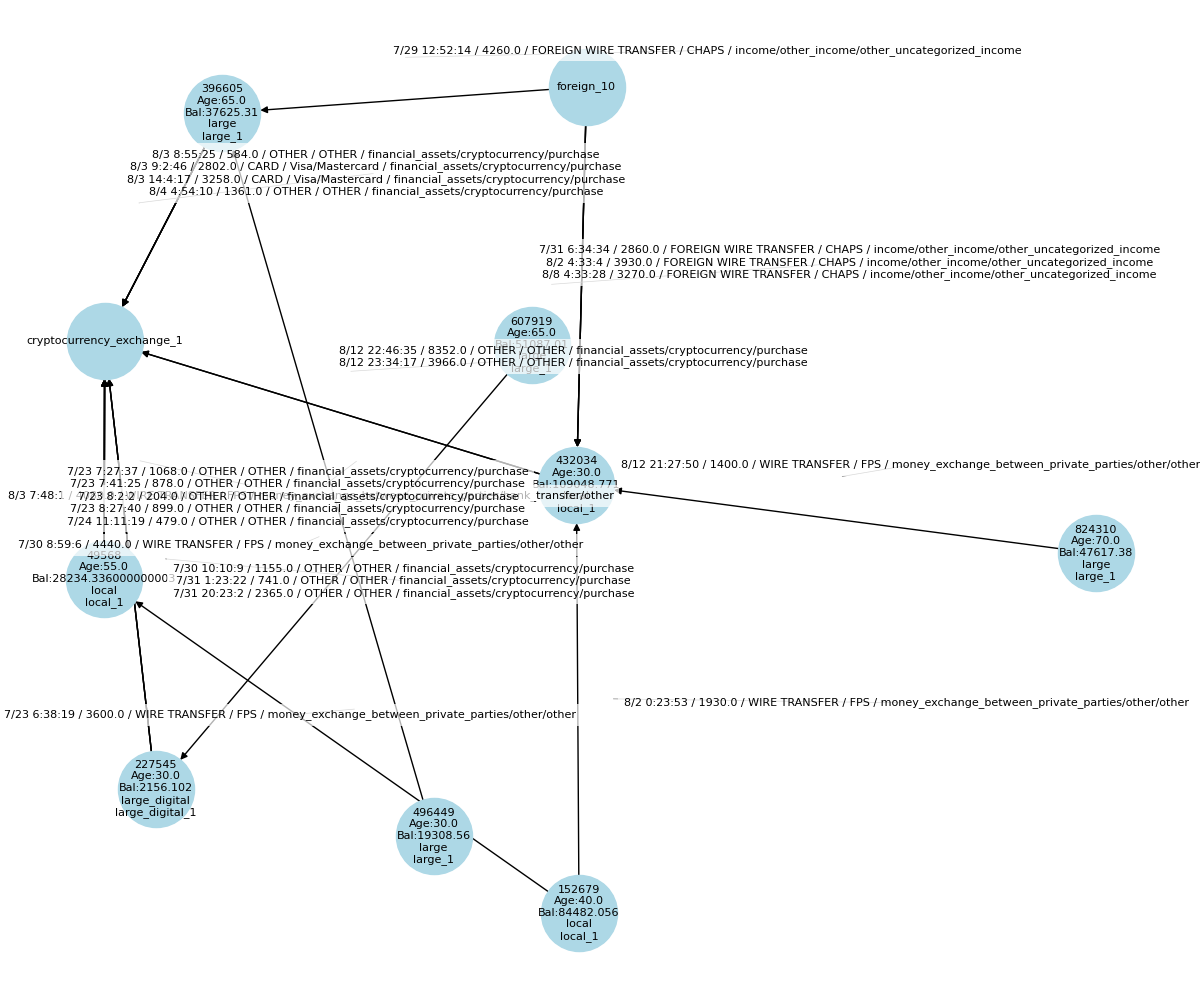 7/29 12:52:14 / 4260.0 / FOREIGN WIRE TRANSFER / CHAPS / income/other_income/other_uncategorized_income
foreign_10
396605
Age:65.0
Bal:37625.31
large
large_1
8/3 8:55:25 / 584.0 / OTHER / OTHER / financial_assets/cryptocurrency/purchase
8/3 9:2:46 / 2802.0 / CARD / Visa/Mastercard / financial_assets/cryptocurrency/purchase
8/3 14:4:17 / 3258.0 / CARD / Visa/Mastercard / financial_assets/cryptocurrency/purchase
8/4 4:54:10 / 1361.0 / OTHER / OTHER / financial_assets/cryptocurrency/purchase
7/31 6:34:34 / 2860.0 / FOREIGN WIRE TRANSFER / CHAPS / income/other_income/other_uncategorized_income
8/2 4:33:4 / 3930.0 / FOREIGN WIRE TRANSFER / CHAPS / income/other_income/other_uncategorized_income
8/8 4:33:28 / 3270.0 / FOREIGN WIRE TRANSFER / CHAPS / income/other_income/other_uncategorized_income
cryptocurrency_exchange_1
607919
Age:65.0
Bal:51087.01
large_1
8/12 22:46:35 / 8352.0 / OTHER / OTHER / financial_assets/cryptocurrency/purchase
8/12 23:34:17 / 3966.0 / OTHER / OTHER / financial_assets/cryptocurrency/purchase
432034
Age:30.0
Bal:109048.771
local_1
8/12 21:27:50 / 1400.0 / WIRE TRANSFER / FPS / money_exchange_between_private_parties/other/other
7/23 7:27:37 / 1068.0 / OTHER / OTHER / financial_assets/cryptocurrency/purchase
7/23 7:41:25 / 878.0 / OTHER / OTHER / financial_assets/cryptocurrency/purchase
8/3 7:48:1
7/23 8:2:2 / 2046.0 / OTHER / OTHER / financial_assets/cryptocurrency/purchase
_transfer/other
7/23 8:27:40 / 899.0 / OTHER / OTHER / financial_assets/cryptocurrency/purchase
7/24 11:11:19 / 479.0 / OTHER / OTHER / financial_assets/cryptocurrency/purchase
7/30 8:59:6 / 4440.0 / WIRE TRANSFER / FPS / money_exchange_between_private_parties/other/other
49568
Age:55.0
Bal:28234.33600000000
local
local_1
7/30 10:10:9 / 1155.0 / OTHER / OTHER / financial_assets/cryptocurrency/purchase
7/31 1:23:22 / 741.0 / OTHER / OTHER / financial_assets/cryptocurrency/purchase
7/31 20:23:2 / 2365.0 / OTHER / OTHER / financial_assets/cryptocurrency/purchase
824310
Age:70.0
Bal:47617.38
large
large_1
8/2 0:23:53 / 1930.0 / WIRE TRANSFER / FPS / money_exchange_between_private_parties/other/other
7/23 6:38:19 / 3600.0 / WIRE TRANSFER / FPS / money_exchange_between_private_parties/other/other
227545
Age:30.0
Bal:2156.102
large_digital
large_digital_1
496449
Age:30.0
Bal:19308.56
large
large_1
152679
Age:40.0
Bal:84482.056
local
local_1